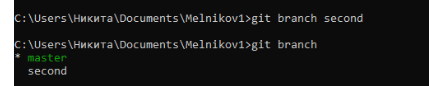 C:\Users\Никита\Documents\Melnikov1>git branch second
C:\Users\Никита\Documents\Melnikov1>git branch
* master
  second